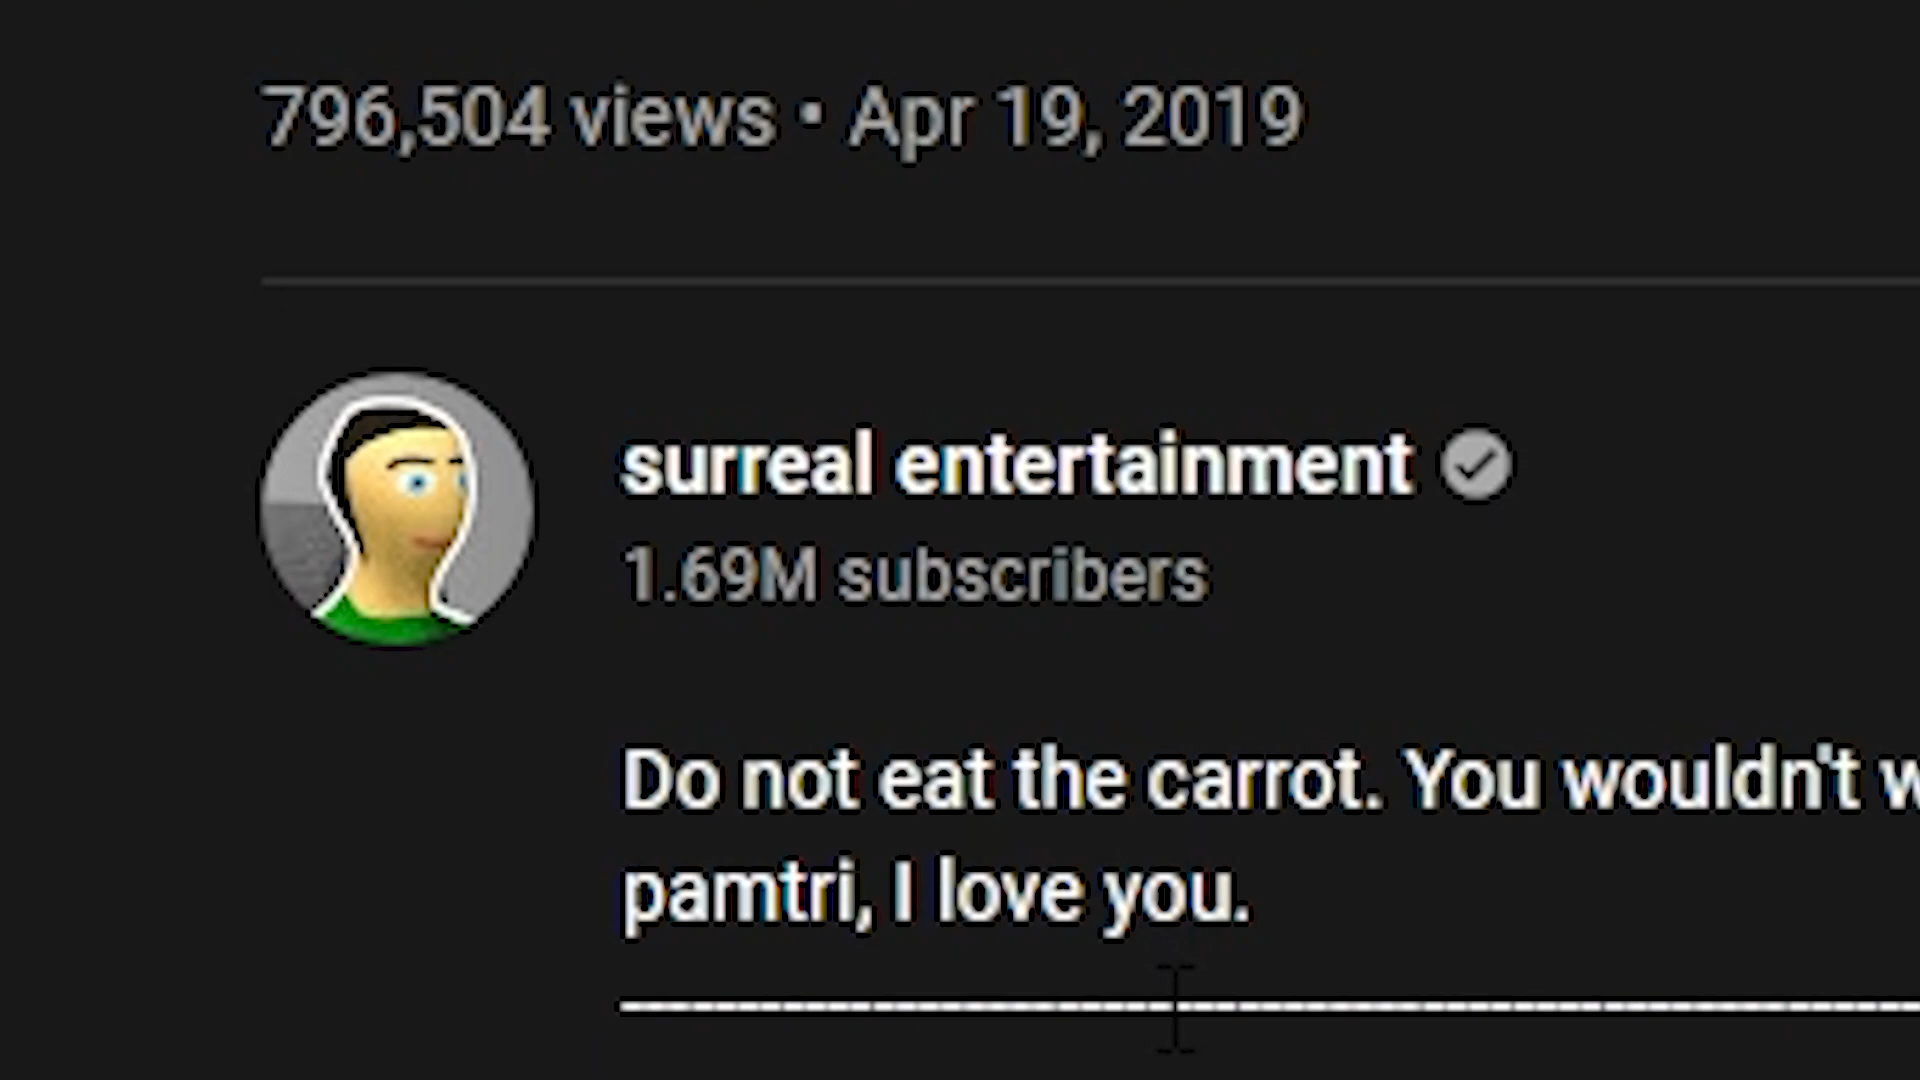 796,504 views • Apr 19, 2019
surreal entertainment
1.69M subscribers
Do not eat the carrot. You wouldn't
pamtri, I love you.